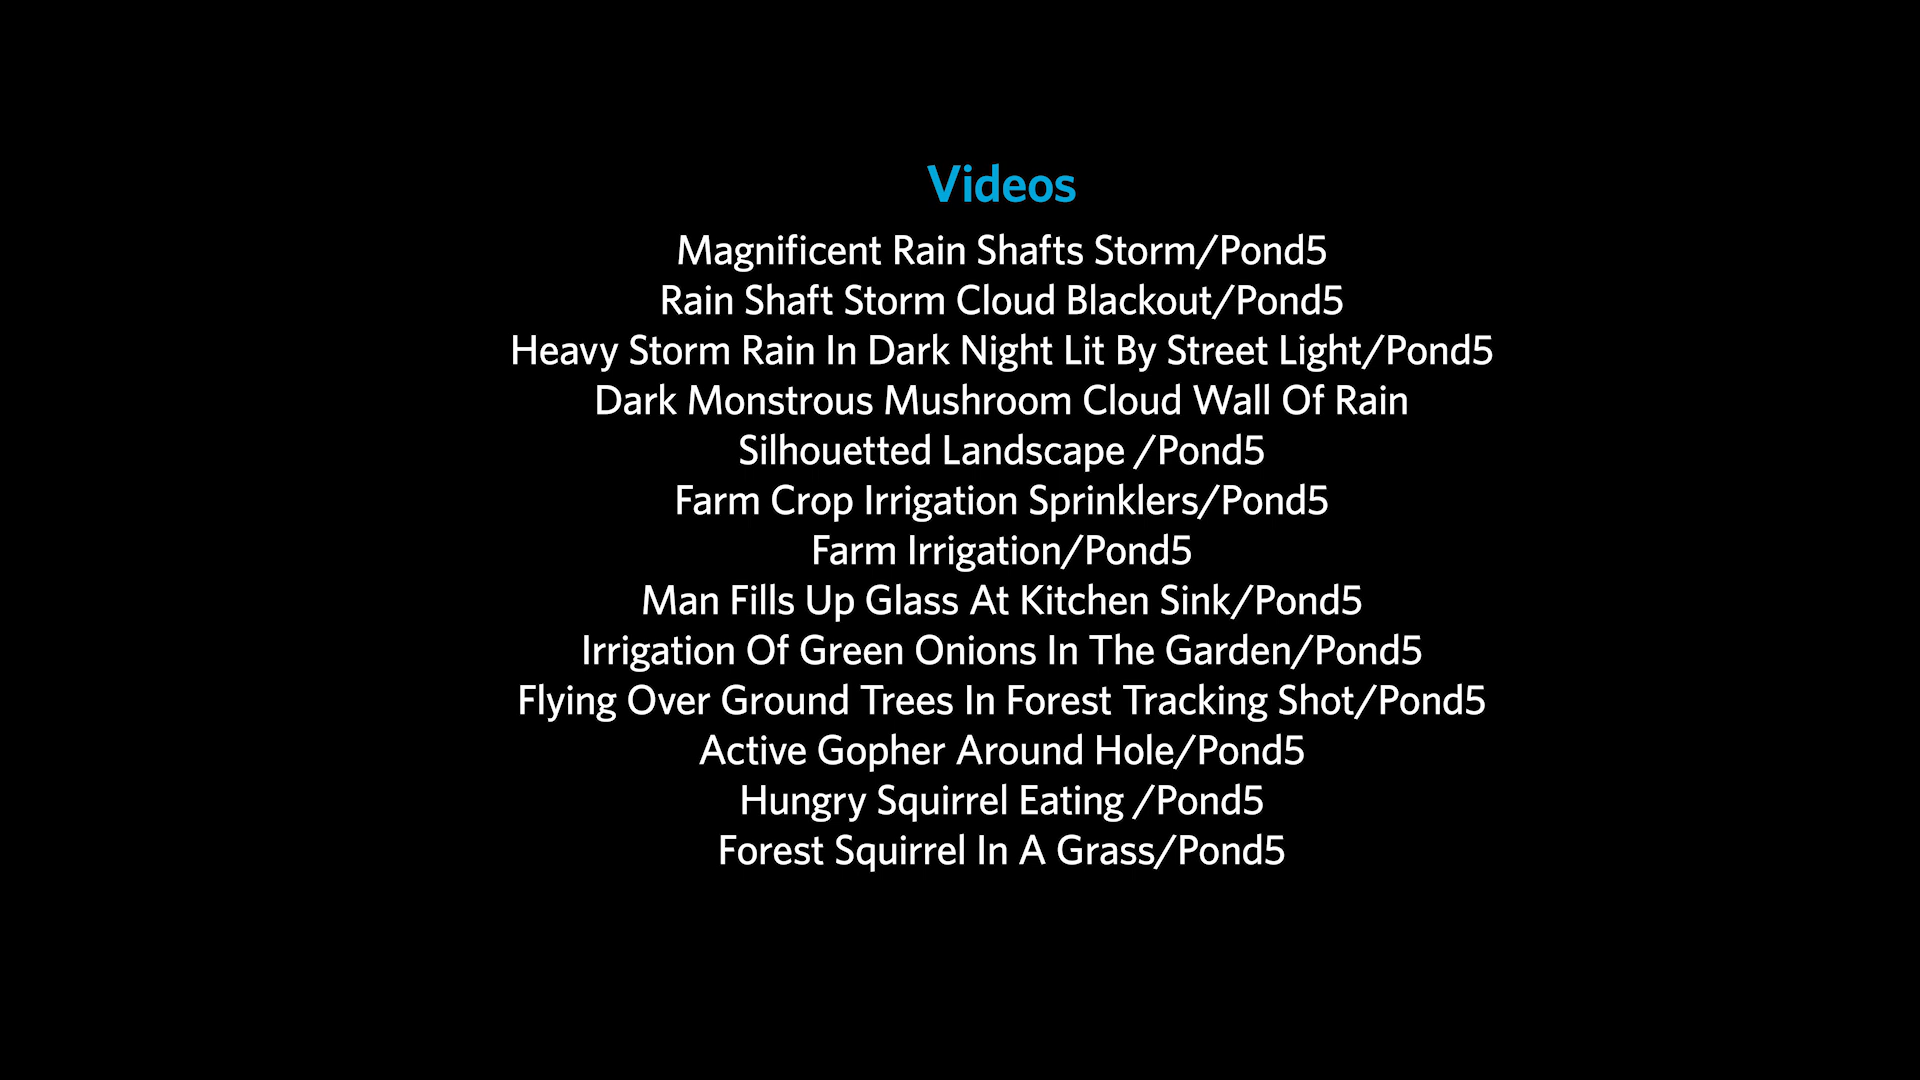 Videos
Magnificent Rain Shafts Storm/Pond5
Rain Shaft Storm Cloud Blackout/Pond5
Heavy Storm Rain In Dark Night Lit By Street Light/Pond5
Dark Monstrous Mushroom Cloud Wall Of Rain
Silhouetted Landscape /Pond5
Farm Crop Irrigation Sprinklers/Pond5
Farm Irrigation/Pond5
Man Fills Up Glass At Kitchen Sink/Pond5
Irrigation Of Green Onions In The Garden/Pond5
Flying Over Ground Trees In Forest Tracking Shot/Pond5
Active Gopher Around Hole/Pond5
Hungry Squirrel Eating /Pond5
Forest Squirrel In A Grass/Pond5